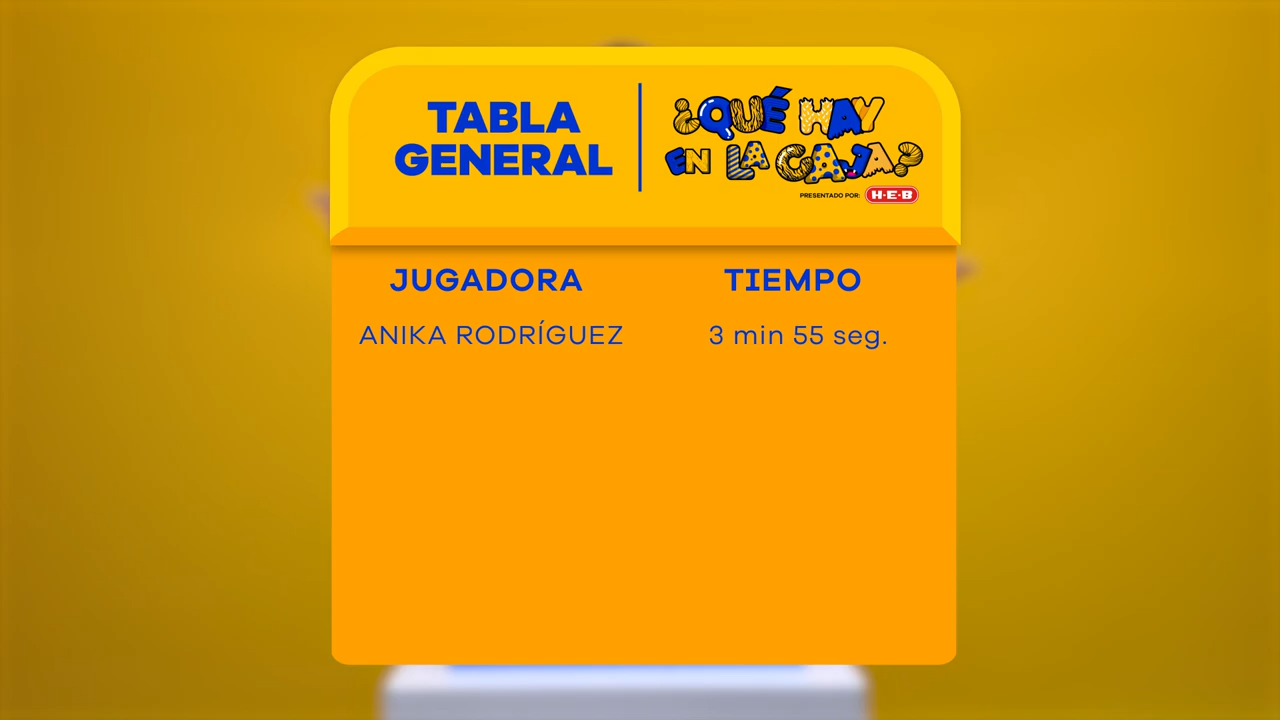 TABLA
GENERAL
¿QUÉ HAY
EN LA CAJA?
PRESENTADO POR: H-E-B
JUGADORA TIEMPO
ANIKA RODRÍGUEZ 3 min 55 seg.